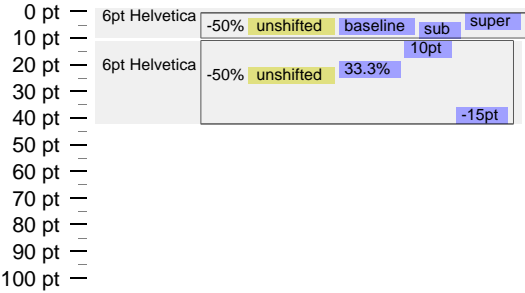 0 pt
6pt Helvetica -50% unshifted baseline sub super
10 pt
10pt
20 pt
6pt Helvetica -50% unshifted 33.3%
30 pt
-15pt
40 pt
50 pt
60 pt
70 pt
80 pt
90 pt
100 pt